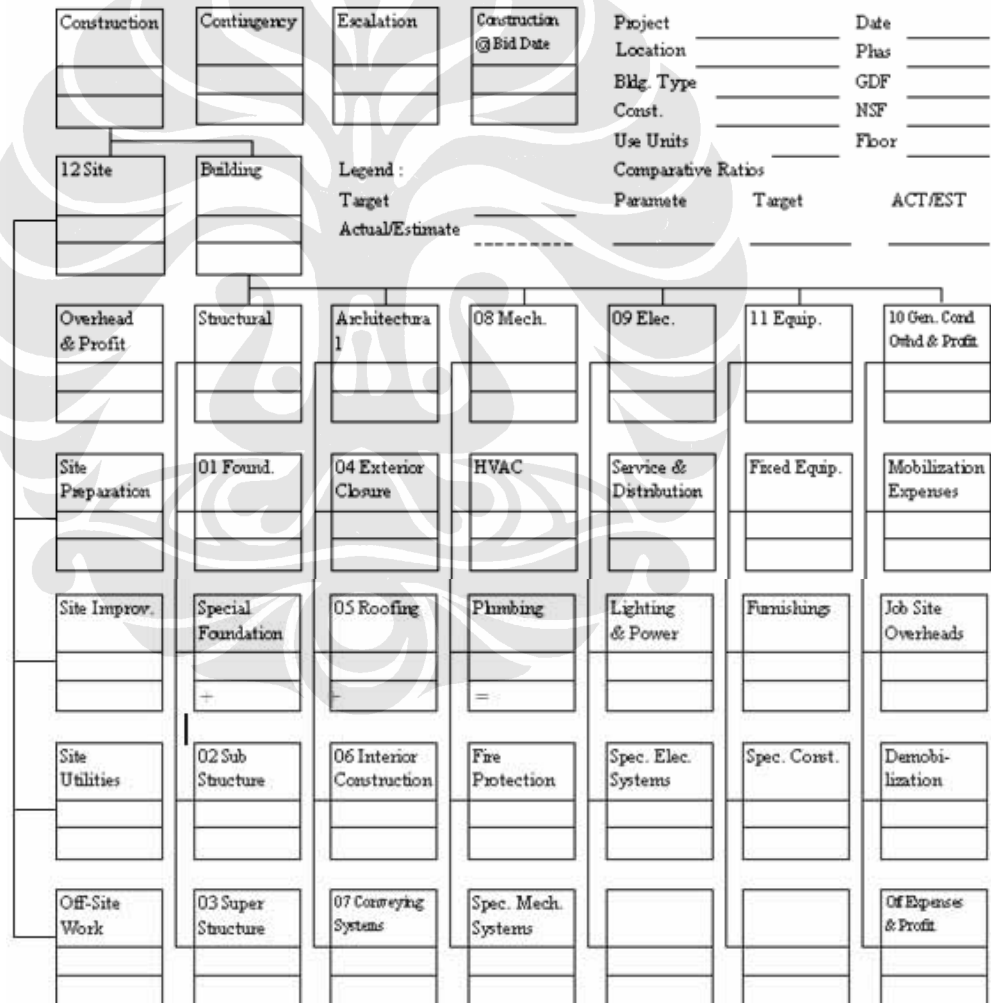 Construction
Contingency
Escalation
Construction
@ Bid Date
Project
Date
Location
Phas
Bldg. Type
GDF
Const.
NSF
Use Units
Floor
Comparative Ratios
Paramete
Target
ACT/EST
12 Site
Building
Legend :
Target
Actual/Estimate
Overhead
& Profit
Structural
Architectura
l
08 Mech.
09 Elec.
11 Equip.
10 Gen. Cond
Ovhd & Profit
Site
Preparation
01 Found.
04 Exterior
Closure
HVAC
Service &
Distribution
Fixed Equip.
Mobilization
Expenses
Site Improv.
Special
Foundation
+
05 Roofing
+
Plumbing
=
Lighting
& Power
Furnishings
Job Site
Overheads
Site
Utilities
02 Sub
Structure
06 Interior
Construction
Fire
Protection
Spec. Elec.
Systems
Spec. Const.
Demobi-
lization
Off-Site
Work
03 Super
Structure
07 Conveying
Systems
Spec. Mech.
Systems
Of Expenses
& Profit